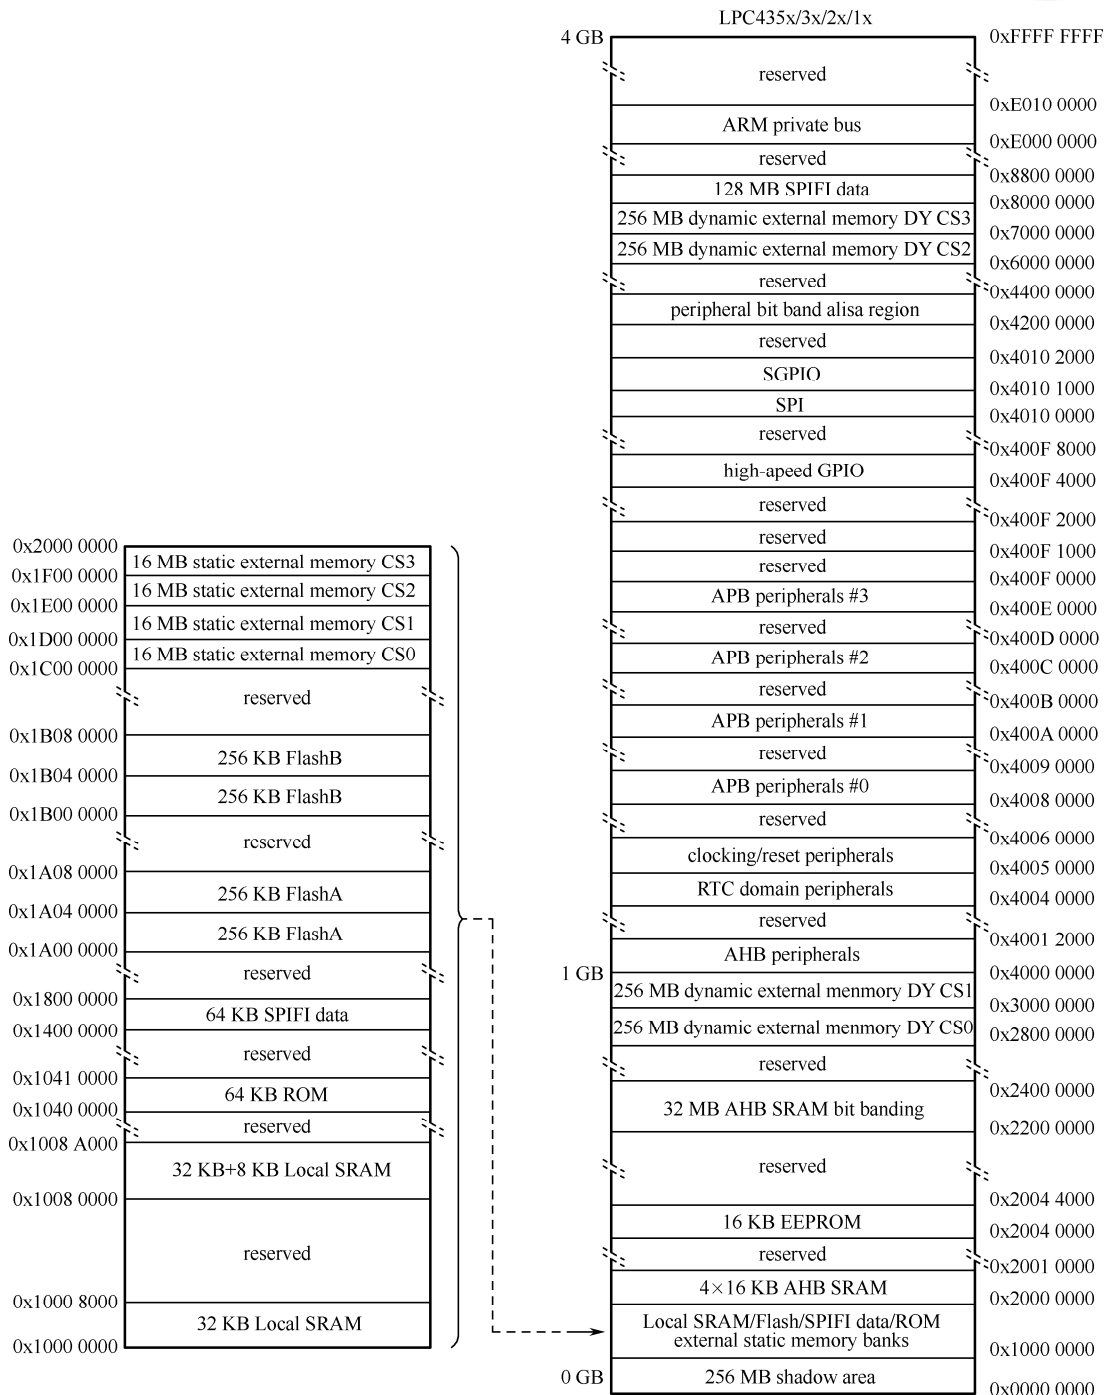 LPC435x/3x/2x/1x
4 GB
0xFFFF FFFF
reserved
0xE010 0000
ARM private bus
0xE000 0000
reserved
0x8800 0000
128 MB SPIFI data
0x8000 0000
256 MB dynamic external memory DY CS3
0x7000 0000
256 MB dynamic external memory DY CS2
0x6000 0000
reserved
0x4400 0000
peripheral bit band alisa region
0x4200 0000
reserved
0x4010 2000
SGPIO
0x4010 1000
SPI
0x4010 0000
reserved
0x400F 8000
high-apeed GPIO
0x400F 4000
reserved
0x400F 2000
reserved
0x400F 1000
reserved
0x400F 0000
APB peripherals #3
0x400E 0000
reserved
0x400D 0000
APB peripherals #2
0x400C 0000
reserved
0x400B 0000
APB peripherals #1
0x400A 0000
reserved
0x4009 0000
APB peripherals #0
0x4008 0000
reserved
0x4006 0000
clocking/reset peripherals
0x4005 0000
RTC domain peripherals
0x4004 0000
reserved
0x4001 2000
AHB peripherals
1 GB
0x4000 0000
256 MB dynamic external menmory DY CS1
0x3000 0000
256 MB dynamic external menmory DY CS0
0x2800 0000
reserved
0x2400 0000
32 MB AHB SRAM bit banding
0x2200 0000
reserved
0x2004 4000
16 KB EEPROM
0x2004 0000
reserved
0x2001 0000
4×16 KB AHB SRAM
0x2000 0000
Local SRAM/Flash/SPIFI data/ROM
external static memory banks
0x1000 0000
256 MB shadow area
0 GB
0x0000 0000
0x2000 0000
16 MB static external memory CS3
0x1F00 0000
16 MB static external memory CS2
0x1E00 0000
16 MB static external memory CS1
0x1D00 0000
16 MB static external memory CS0
0x1C00 0000
reserved
0x1B08 0000
256 KB FlashB
0x1B04 0000
256 KB FlashB
0x1B00 0000
reserved
0x1A08 0000
256 KB FlashA
0x1A04 0000
256 KB FlashA
0x1A00 0000
reserved
0x1800 0000
64 KB SPIFI data
0x1400 0000
reserved
0x1041 0000
64 KB ROM
0x1040 0000
reserved
0x1008 A000
32 KB+8 KB Local SRAM
0x1008 0000
reserved
0x1000 8000
32 KB Local SRAM
0x1000 0000